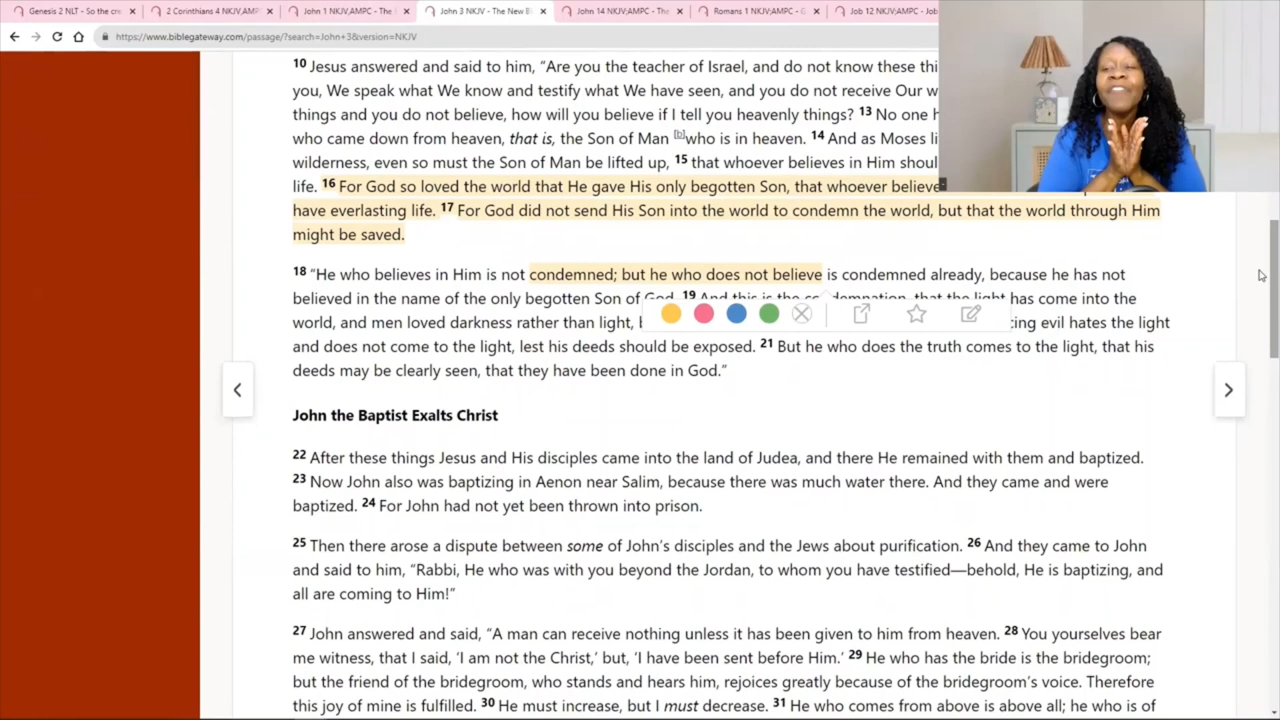 Genesis 2 NLT - So the cre
2 Corinthians 4 NKJV,AMPC
John 1 NKJV,AMPC - The
John 3 NKJV - The New B
John 14 NKJV;AMPC - The
Romans 1 NKJV;AMPC - G
Job 12 NKJV;AMPC - Job
https://www.biblegateway.com/passage/?search=John+3&version=NKJV
10 Jesus answered and said to him, “Are you the teacher of Israel, and do not know these thi
you, We speak what We know and testify what We have seen, and you do not receive Our w
things and you do not believe, how will you believe if I tell you heavenly things? 13 No one h
who came down from heaven, that is, the Son of Man [b]who is in heaven. 14 And as Moses li
wilderness, even so must the Son of Man be lifted up, 15 that whoever believes in Him shoul
life. 16 For God so loved the world that He gave His only begotten Son, that whoever believe
have everlasting life. 17 For God did not send His Son into the world to condemn the world, but that the world through Him
might be saved.
18 “He who believes in Him is not condemned; but he who does not believe is condemned already, because he has not
believed in the name of the only begotten Son of God. 19 And this is the condemnation, that the light has come into the
world, and men loved darkness rather than light, cing evil hates the light
and does not come to the light, lest his deeds should be exposed. 21 But he who does the truth comes to the light, that his
deeds may be clearly seen, that they have been done in God.”
John the Baptist Exalts Christ
22 After these things Jesus and His disciples came into the land of Judea, and there He remained with them and baptized.
23 Now John also was baptizing in Aenon near Salim, because there was much water there. And they came and were
baptized. 24 For John had not yet been thrown into prison.
25 Then there arose a dispute between some of John’s disciples and the Jews about purification. 26 And they came to John
and said to him, “Rabbi, He who was with you beyond the Jordan, to whom you have testified—behold, He is baptizing, and
all are coming to Him!”
27 John answered and said, “A man can receive nothing unless it has been given to him from heaven. 28 You yourselves bear
me witness, that I said, ‘I am not the Christ,’ but, ‘I have been sent before Him.’ 29 He who has the bride is the bridegroom;
but the friend of the bridegroom, who stands and hears him, rejoices greatly because of the bridegroom’s voice. Therefore
this joy of mine is fulfilled. 30 He must increase, but I must decrease. 31 He who comes from above is above all; he who is of